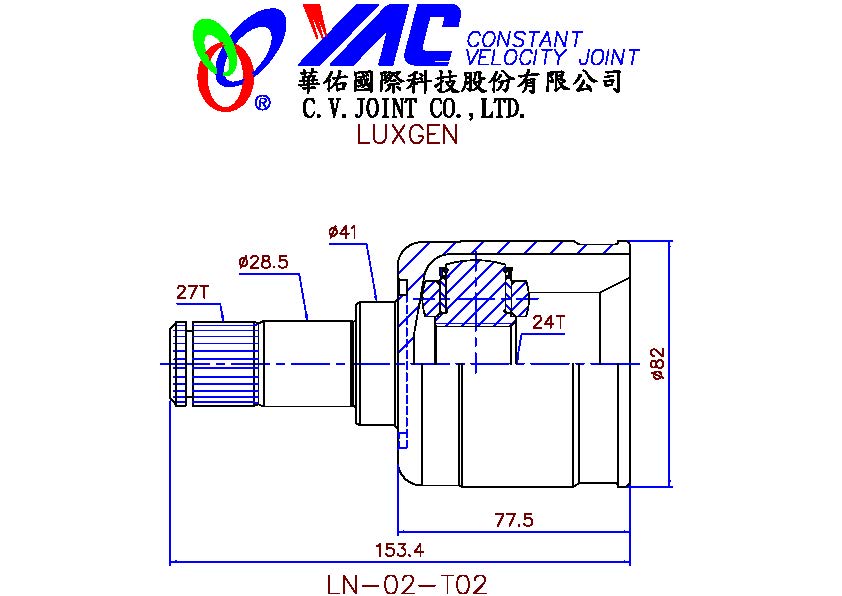 YAC CONSTANT
VELOCITY JOINT
®
華佑國際科技股份有限公司
C.V.JOINT CO.,LTD.
LUXGEN
ø41
ø28.5
27T
24T
ø82
77.5
153.4
LN-02-T02